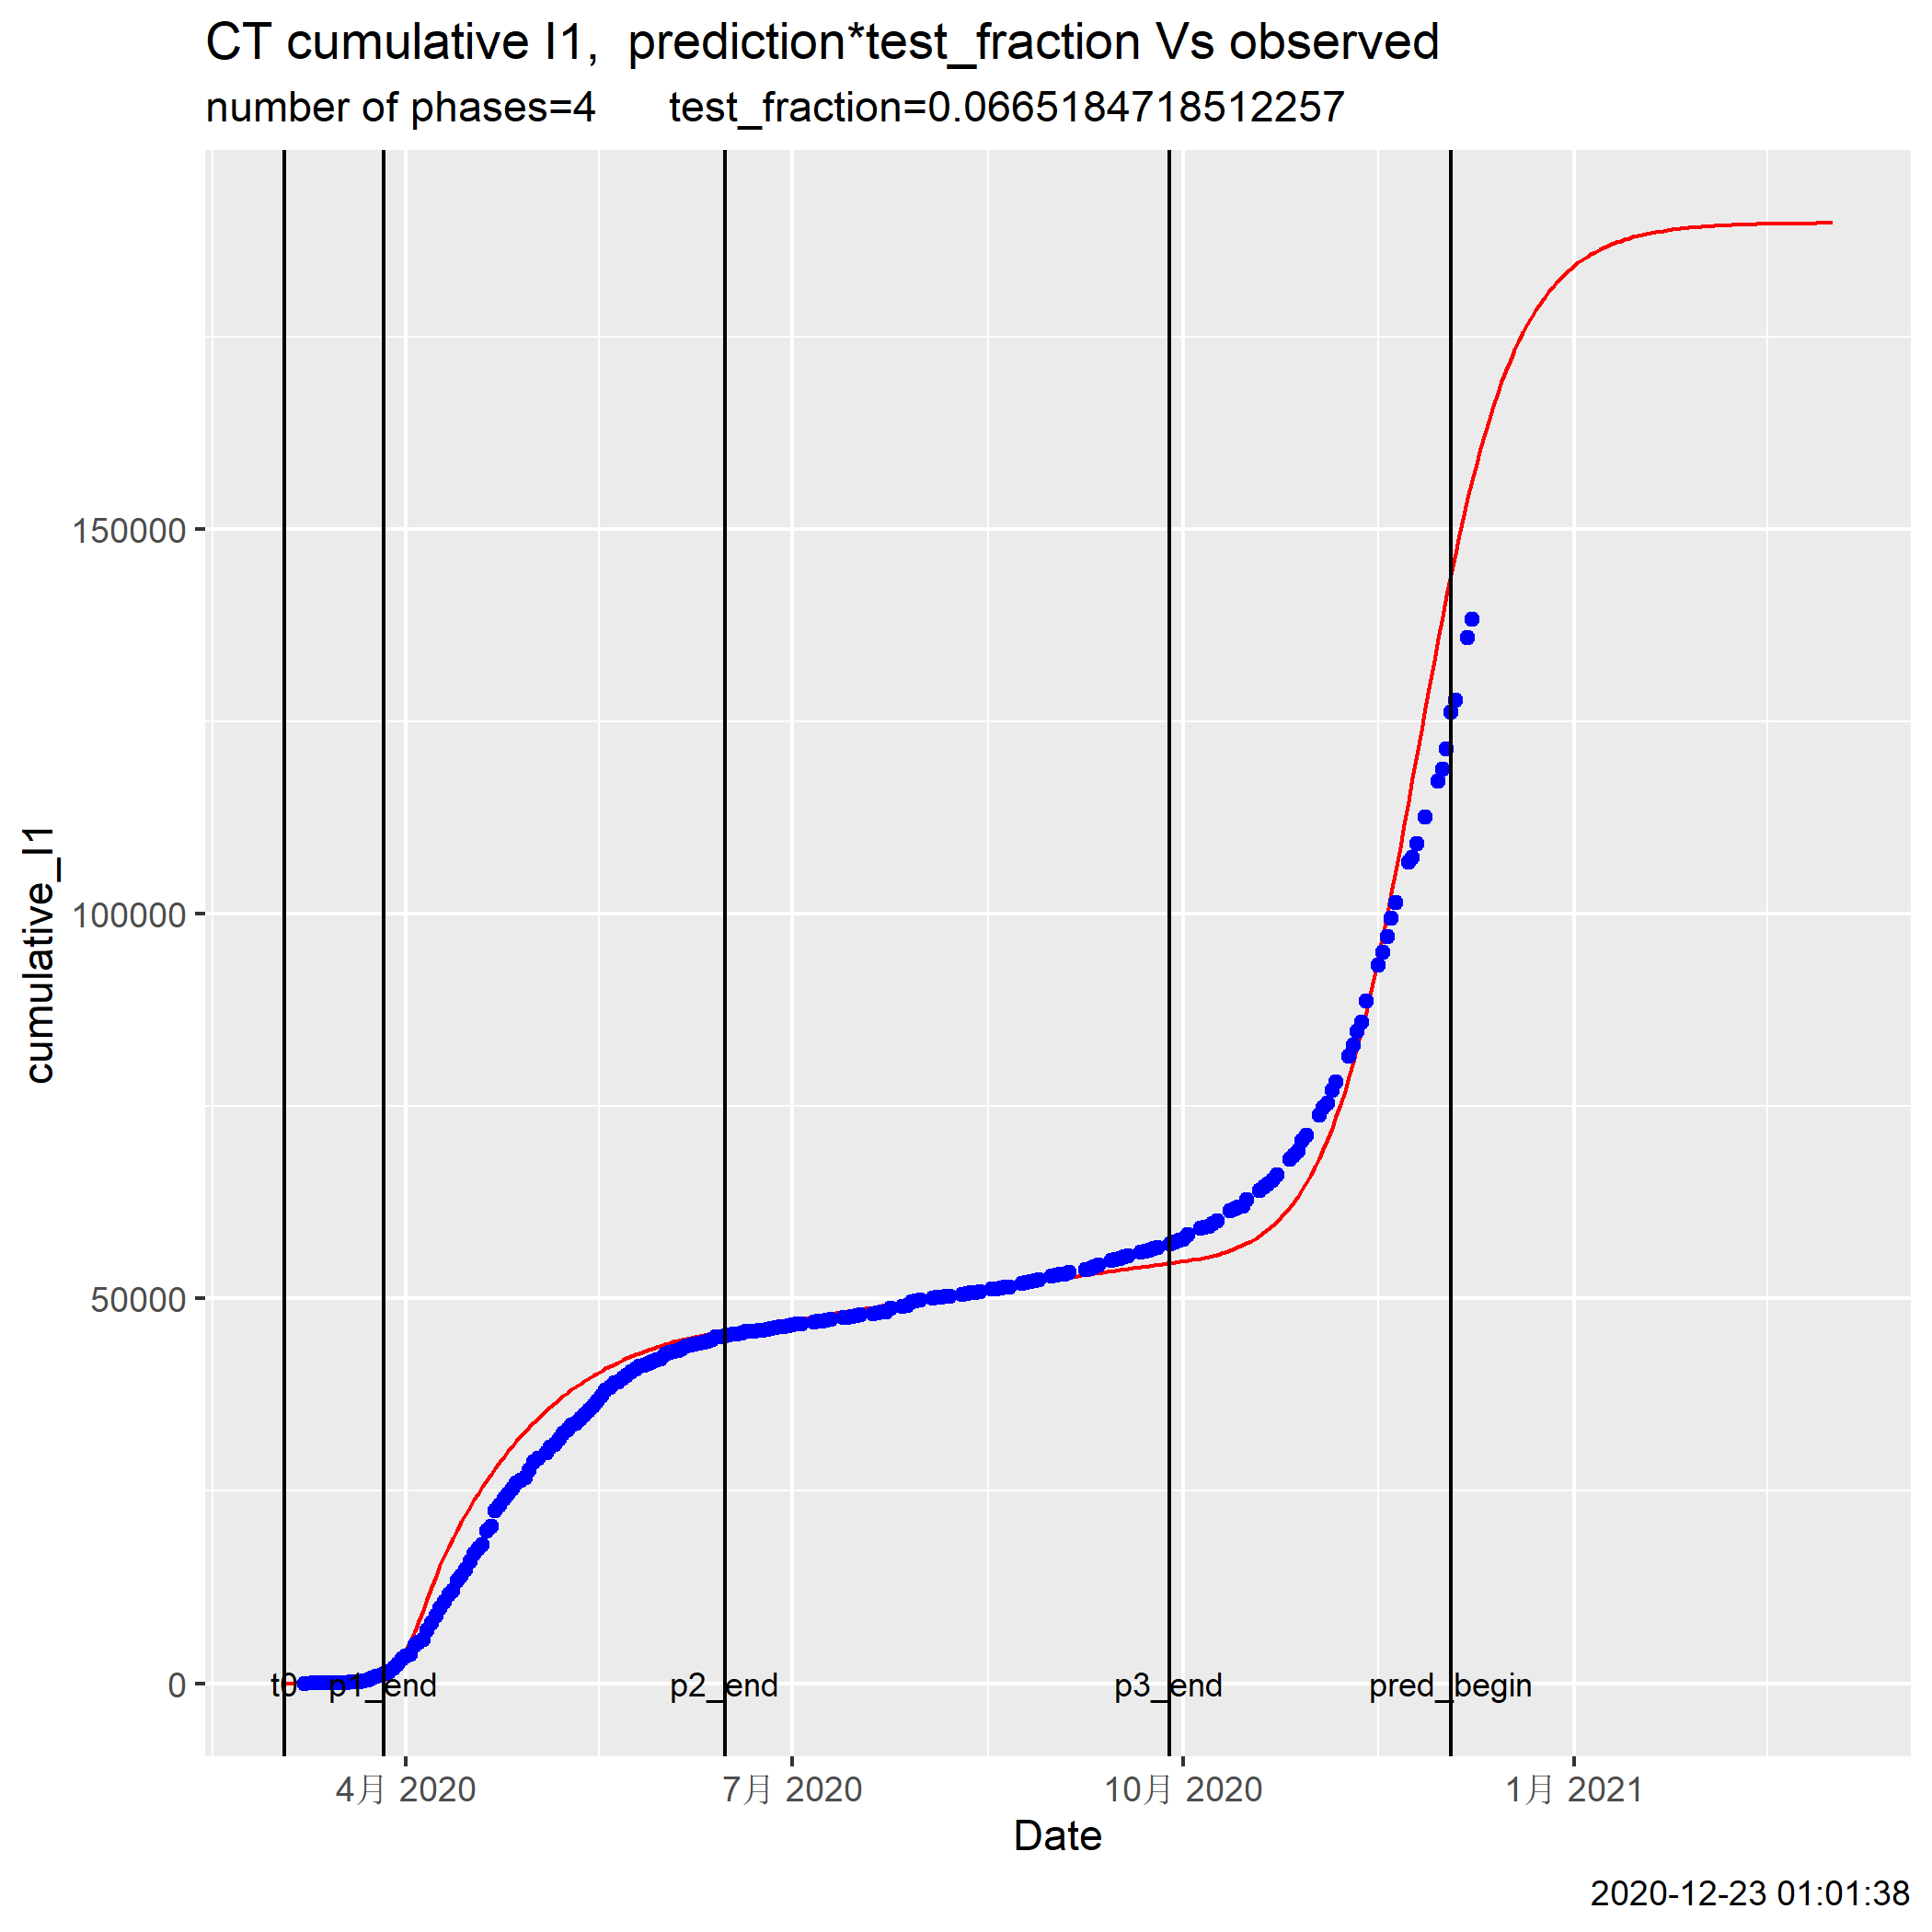 CT cumulative I1,  prediction*test_fraction Vs observed
number of phases=4      test_fraction=0.0665184718512257
cumulative_I1
150000
100000
50000
0
t0 p1_end p2_end p3_end pred_begin
4月 2020 7月 2020 10月 2020 1月 2021
Date
2020-12-23 01:01:38